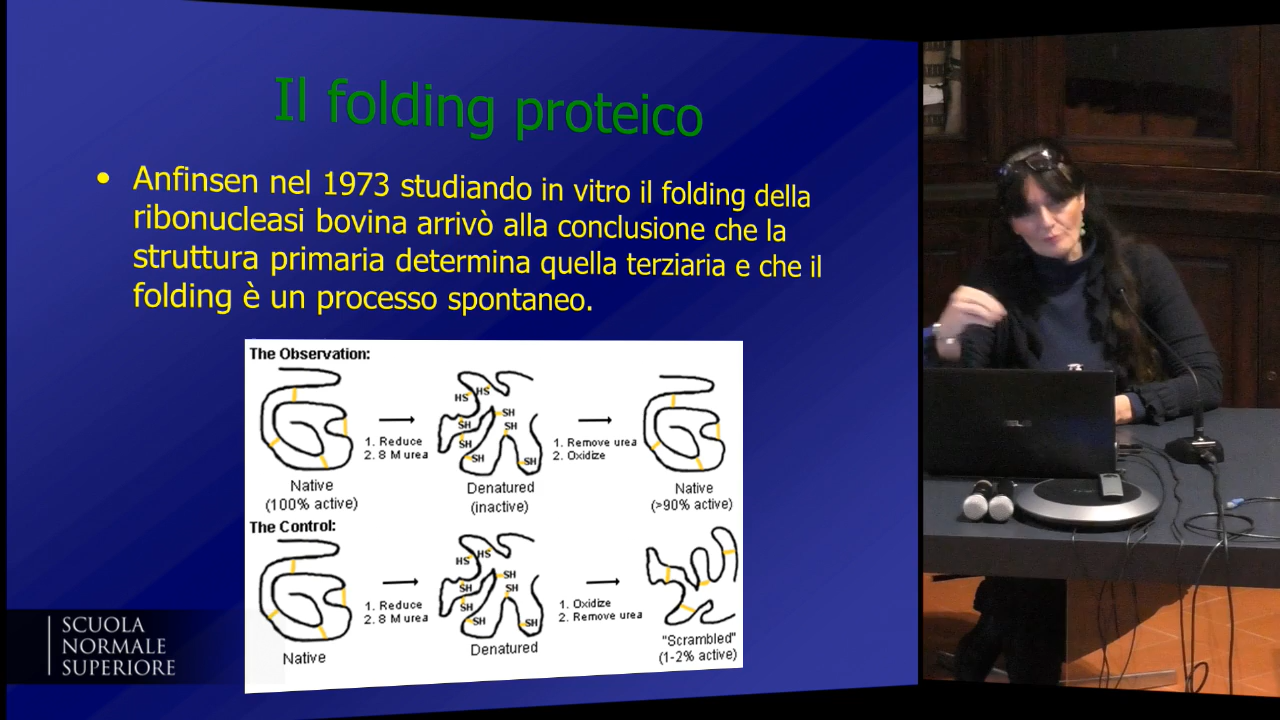 Il folding proteico
• Anfinsen nel 1973 studiando in vitro il folding della
ribonucleasi bovina arrivò alla conclusione che la
struttura primaria determina quella terziaria e che il
folding è un processo spontaneo.
The Observation:
HS HS
SH
SH SH
SH
SH SH
1. Reduce
2. 8 M urea
1. Remove urea
2. Oxidize
Native
(100% active)
Denatured
(inactive)
Native
(>90% active)
The Control:
HS HS
SH
SH SH
SH
SH SH
1. Reduce
2. 8 M urea
1. Oxidize
2. Remove urea
Native
Denatured
"Scrambled"
(1-2% active)
SCUOLA
NORMALE
SUPERIORE